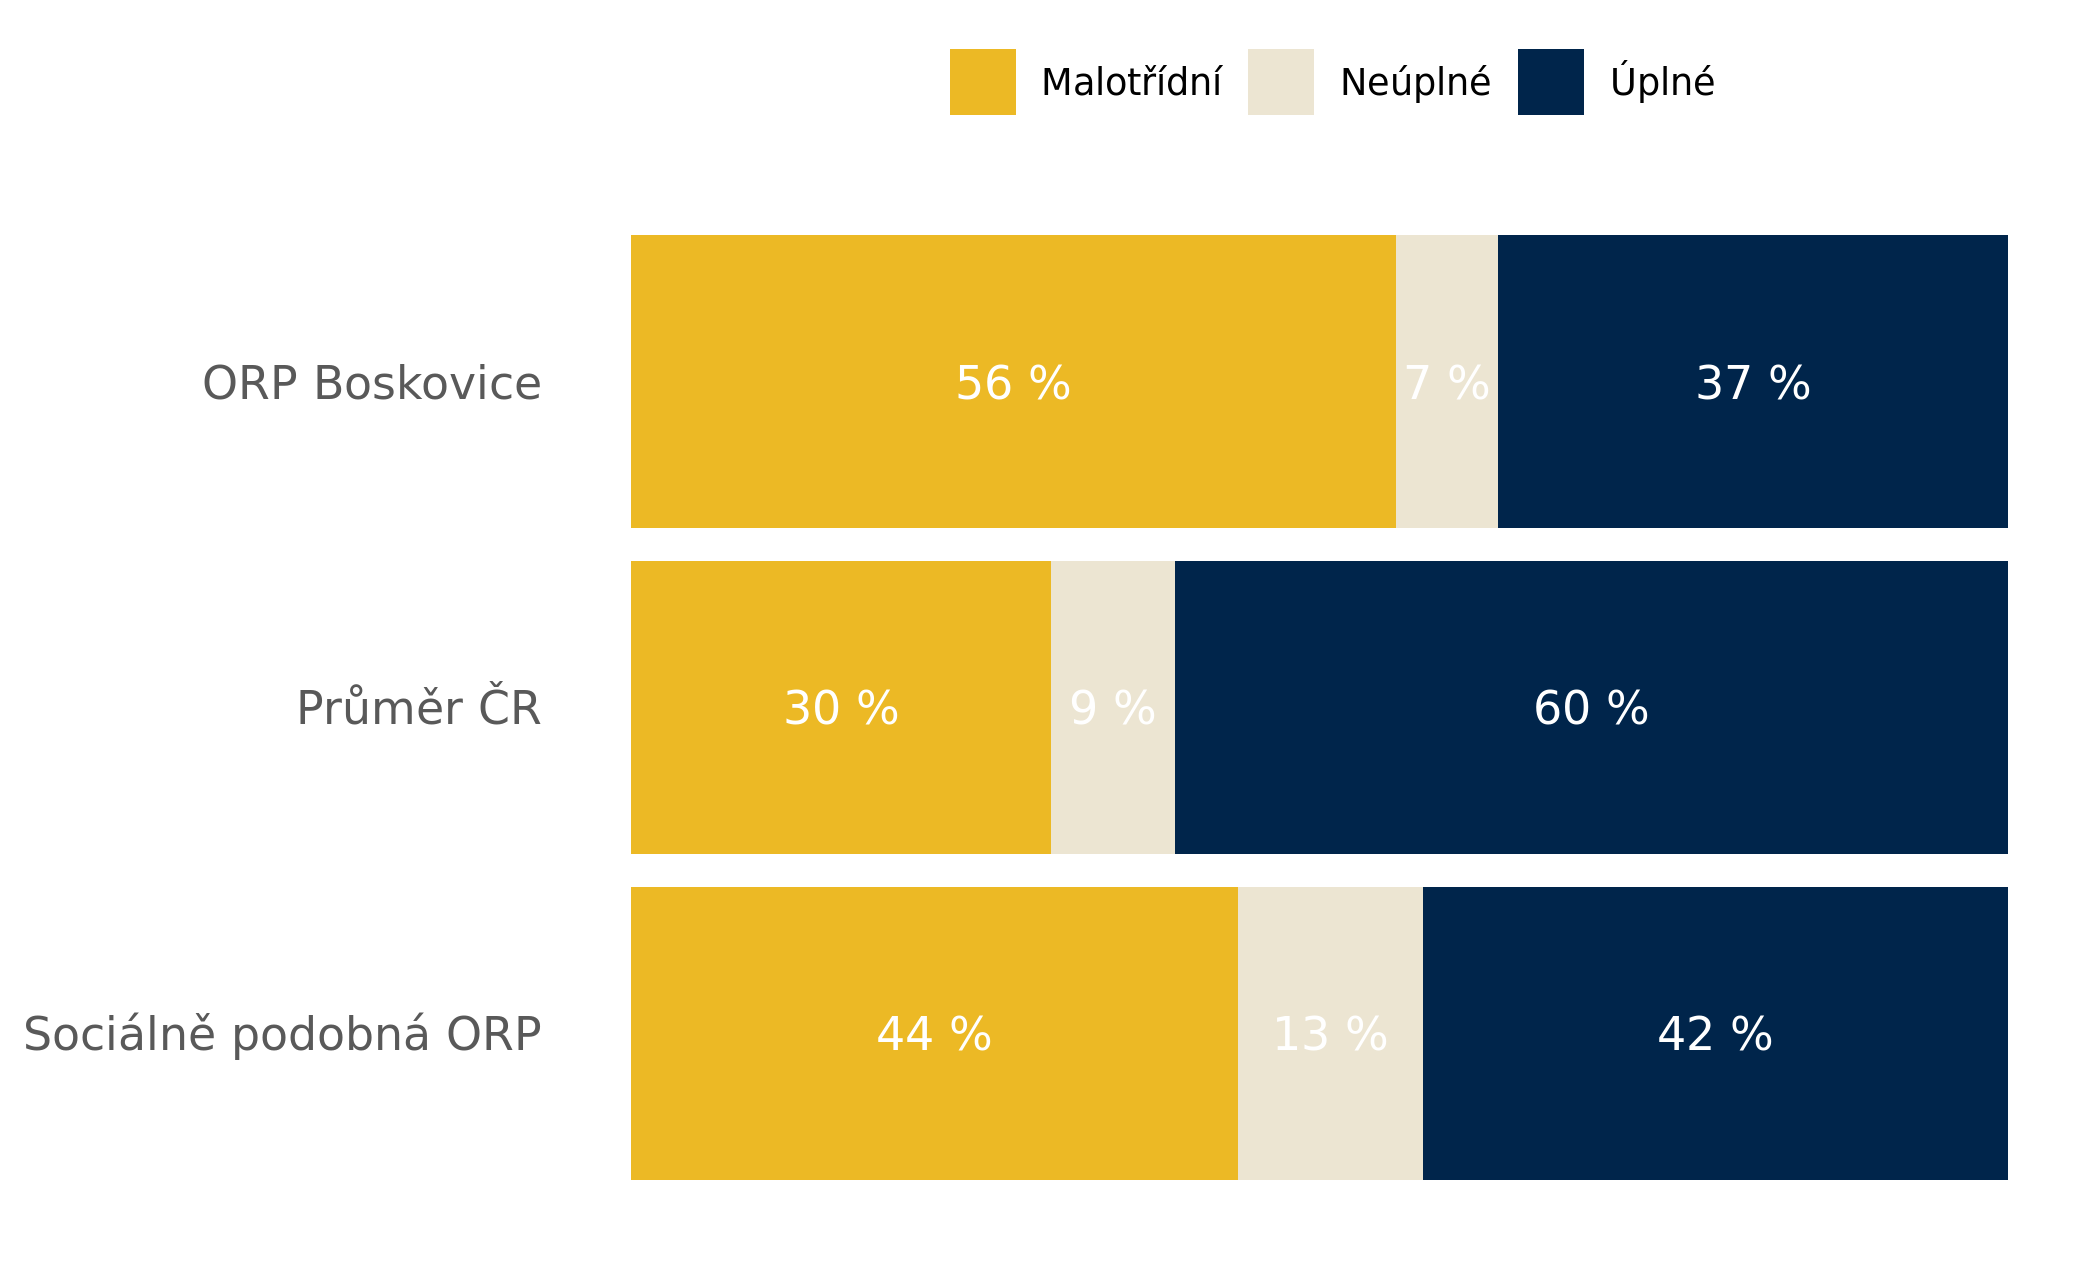 Malotřídní Neúplné Úplné
ORP Boskovice 56 % 7 % 37 %
Průměr ČR 30 % 9 % 60 %
Sociálně podobná ORP 44 % 13 % 42 %